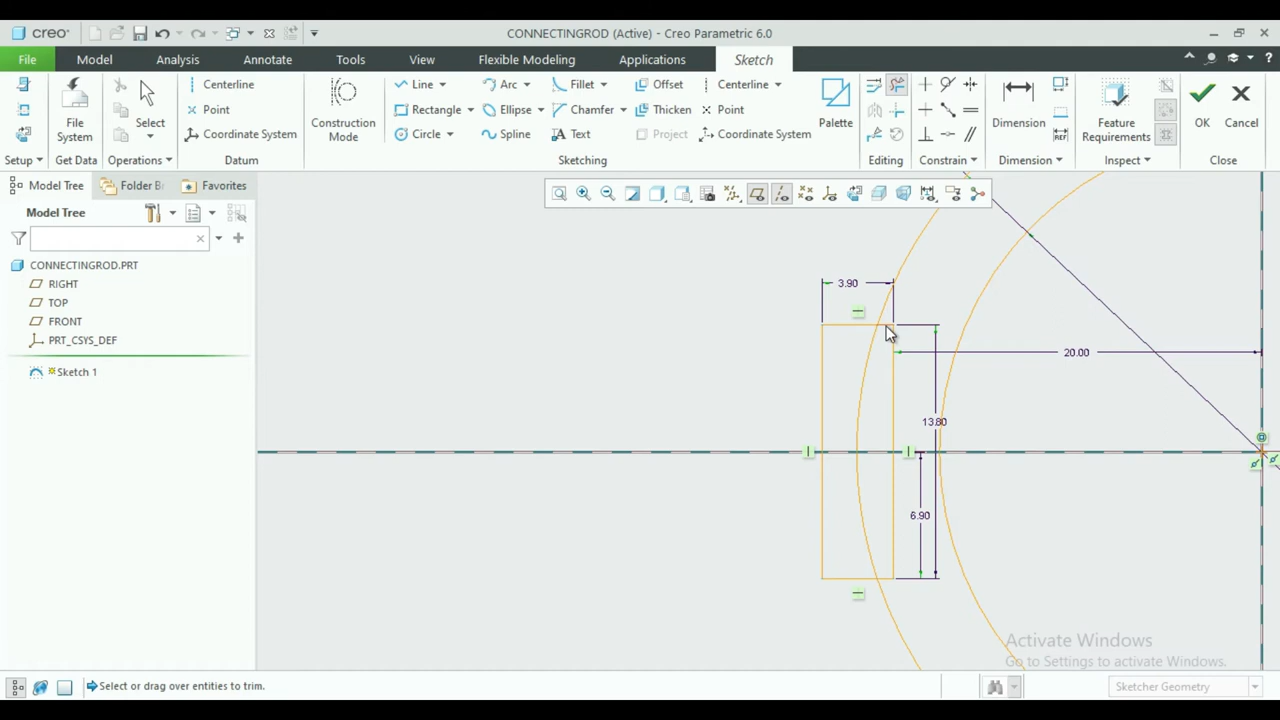 creo
CONNECTINGROD (Active) - Creo Parametric 6.0
File Model Analysis Annotate Tools View Flexible Modeling Applications Sketch
Centerline Line Arc Fillet Offset Centerline
Point Rectangle Ellipse Chamfer Thicken Point
Coordinate System Circle Spline Text Project Coordinate System
File System Select Construction Mode Palette Dimension Feature Requirements OK Cancel
REF
Setup Get Data Operations Datum Sketching Editing Constrain Dimension Inspect Close
Model Tree Folder Br Favorites
Model Tree
CONNECTINGROD.PRT
RIGHT
TOP
FRONT
PRT_CSYS_DEF
Sketch 1
3.90
20.00
13.80
6.90
Activate Windows
Go to Settings to activate Windows.
Select or drag over entities to trim.
Sketcher Geometry